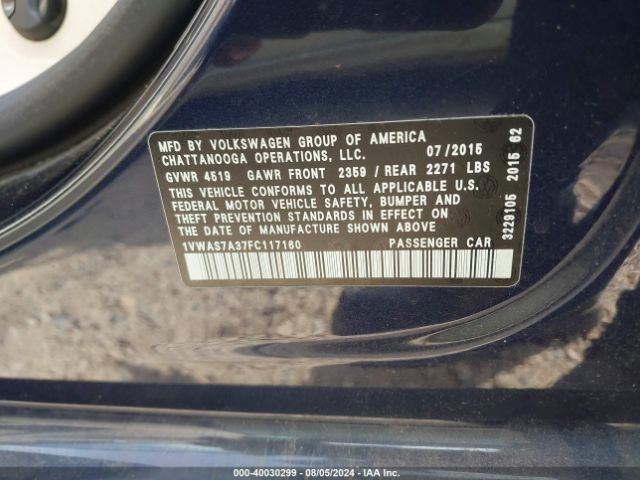 MFD BY VOLKSWAGEN GROUP OF AMERICA
CHATTANOOGA OPERATIONS, LLC. 07/2015
GVWR 4519 GAWR FRONT 2359 / REAR 2271 LBS
THIS VEHICLE CONFORMS TO ALL APPLICABLE U.S.
FEDERAL MOTOR VEHICLE SAFETY, BUMPER AND
THEFT PREVENTION STANDARDS IN EFFECT ON
THE DATE OF MANUFACTURE SHOWN ABOVE
1VWAS7A37FC117160 PASSENGER CAR
3229105 2015 62
000-40030299 - 08/05/2024 - IAA Inc.